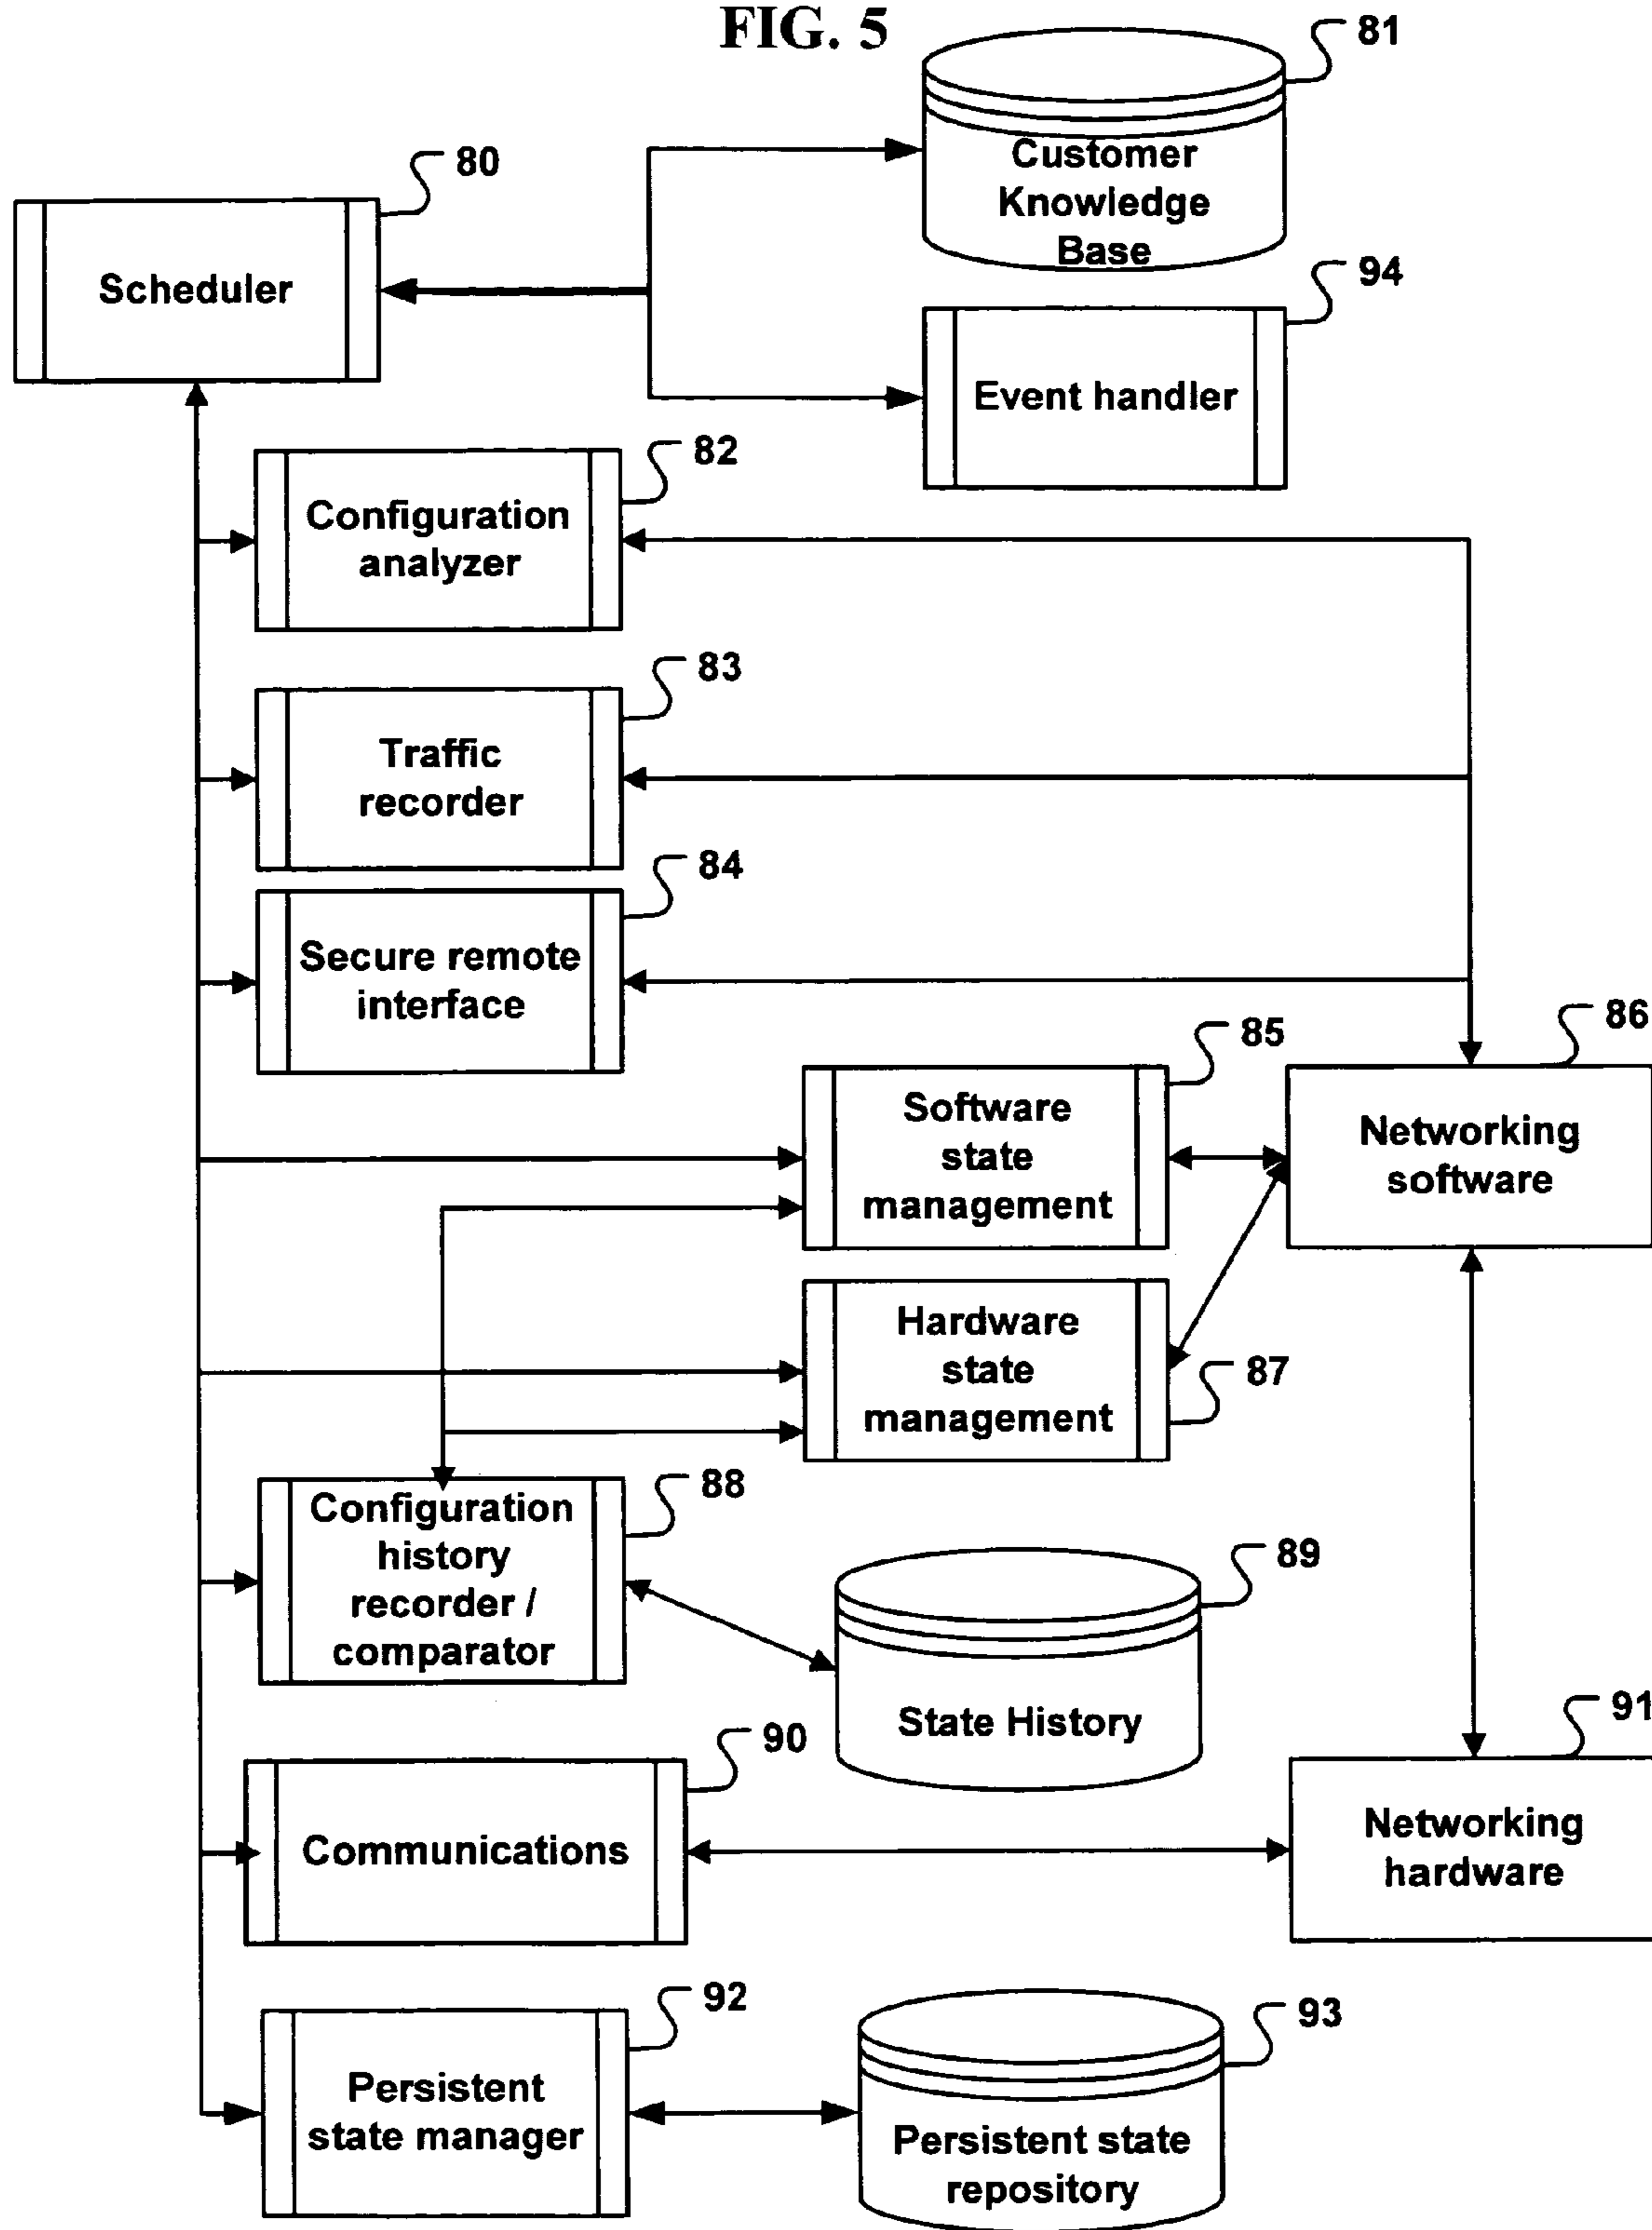 FIG. 5
81
Customer
Knowledge
Base
80
Scheduler
94
Event handler
82
Configuration
analyzer
83
Traffic
recorder
84
Secure remote
interface
85
Software
state
management
86
Networking
software
Hardware
state
management
87
88
Configuration
history
recorder /
comparator
89
State History
90
Communications
91
Networking
hardware
92
Persistent
state manager
93
Persistent state
repository